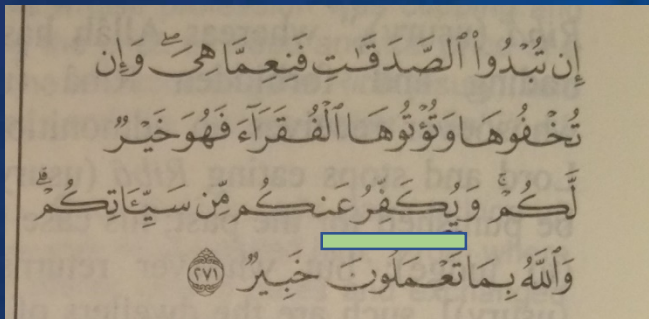 إِن تُبْدُوا۟ ٱلصَّدَقَٰتِ فَنِعِمَّا هِىَ ۖ وَإِن
تُخْفُوهَا وَتُؤْتُوهَا ٱلْفُقَرَآءَ فَهُوَ خَيْرٌ
لَّكُمْ ۚ وَيُكَفِّرُ عَنكُم مِّن سَيِّـَٔاتِكُمْ ۗ
وَٱللَّهُ بِمَا تَعْمَلُونَ خَبِيرٌ ٢٧١